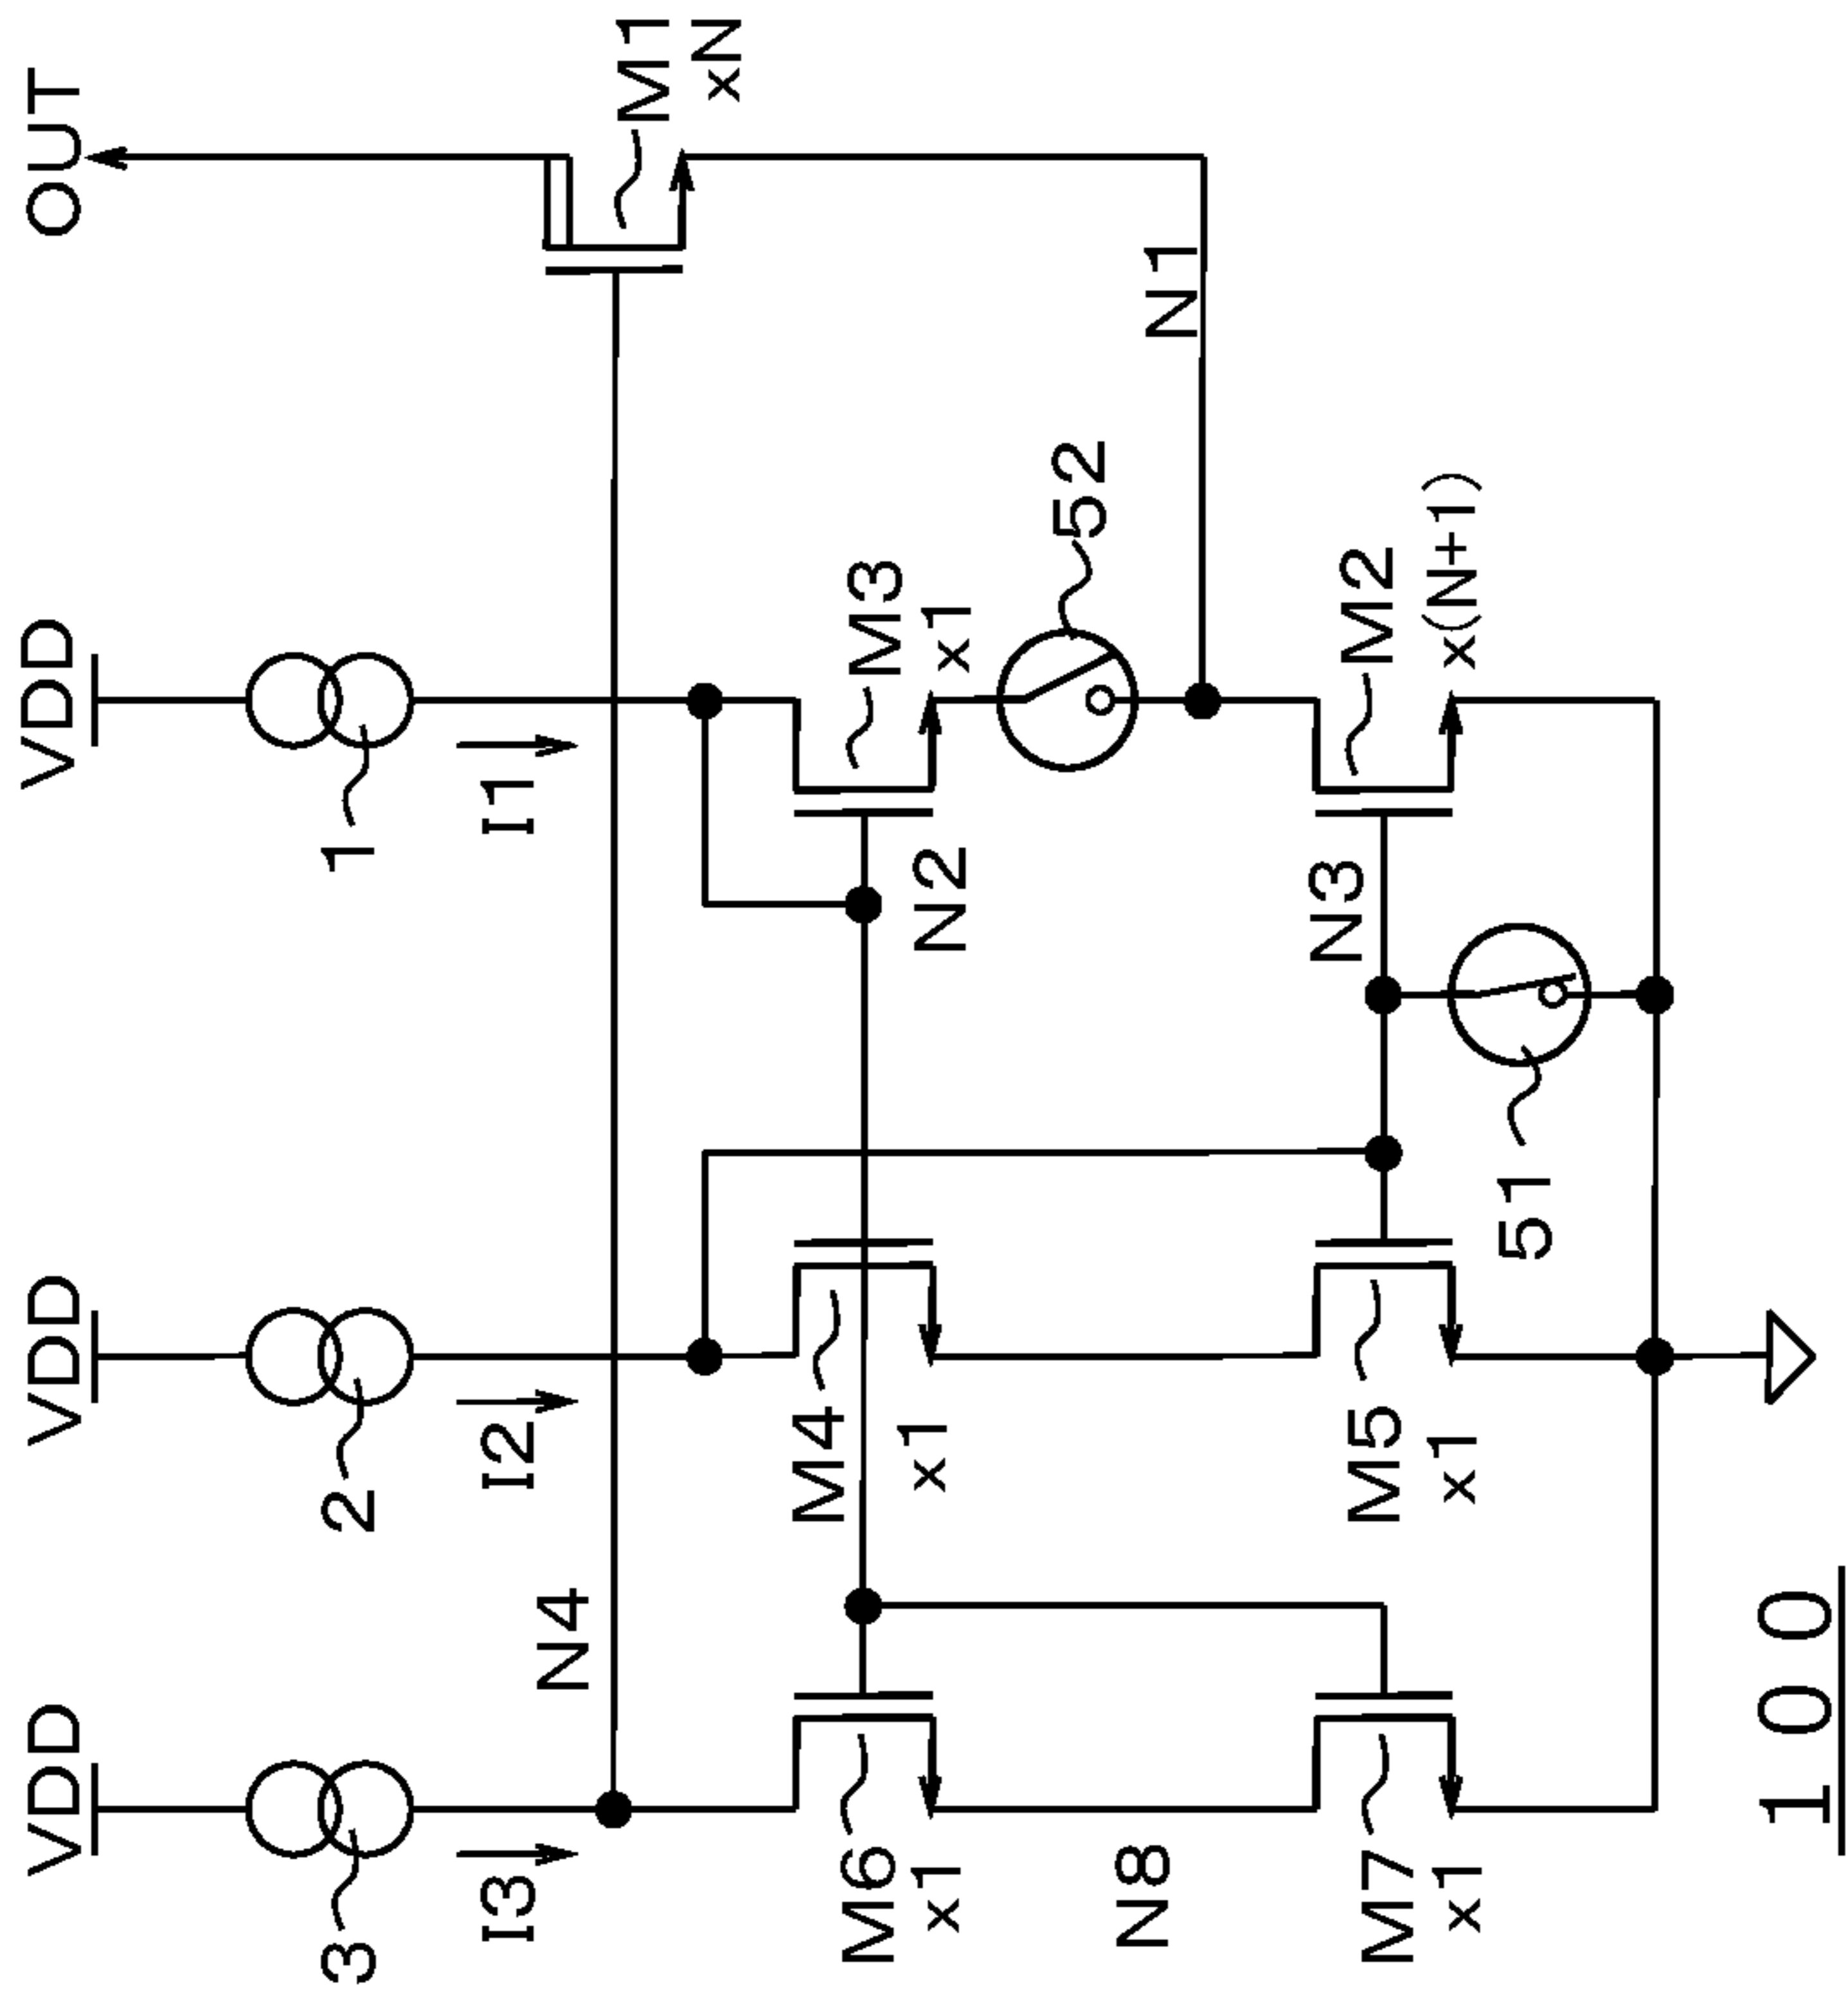 VDD
VDD
VDD
OUT
3
2
1
I3
I2
I1
N4
M1
xN
M6
x1
M4
x1
N2
M3
x1
52
N1
N8
M7
x1
M5
x1
51
N3
M2
x(N+1)
100